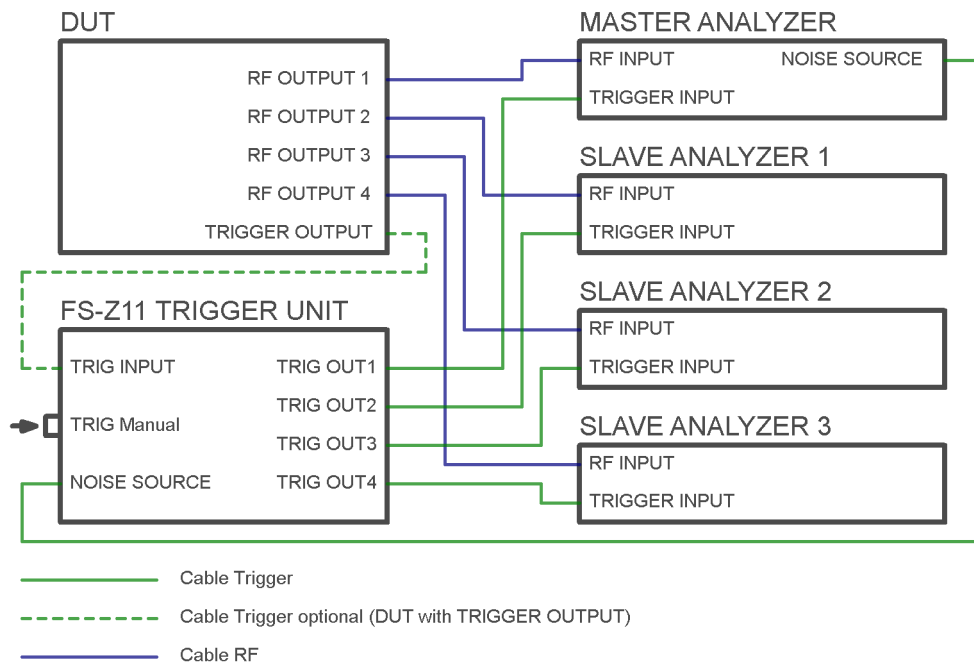 DUT
RF OUTPUT 1
RF OUTPUT 2
RF OUTPUT 3
RF OUTPUT 4
TRIGGER OUTPUT
MASTER ANALYZER
RF INPUT
NOISE SOURCE
TRIGGER INPUT
SLAVE ANALYZER 1
RF INPUT
TRIGGER INPUT
SLAVE ANALYZER 2
RF INPUT
TRIGGER INPUT
SLAVE ANALYZER 3
RF INPUT
TRIGGER INPUT
FS-Z11 TRIGGER UNIT
TRIG INPUT
TRIG Manual
NOISE SOURCE
TRIG OUT1
TRIG OUT2
TRIG OUT3
TRIG OUT4
Cable Trigger
Cable Trigger optional (DUT with TRIGGER OUTPUT)
Cable RF